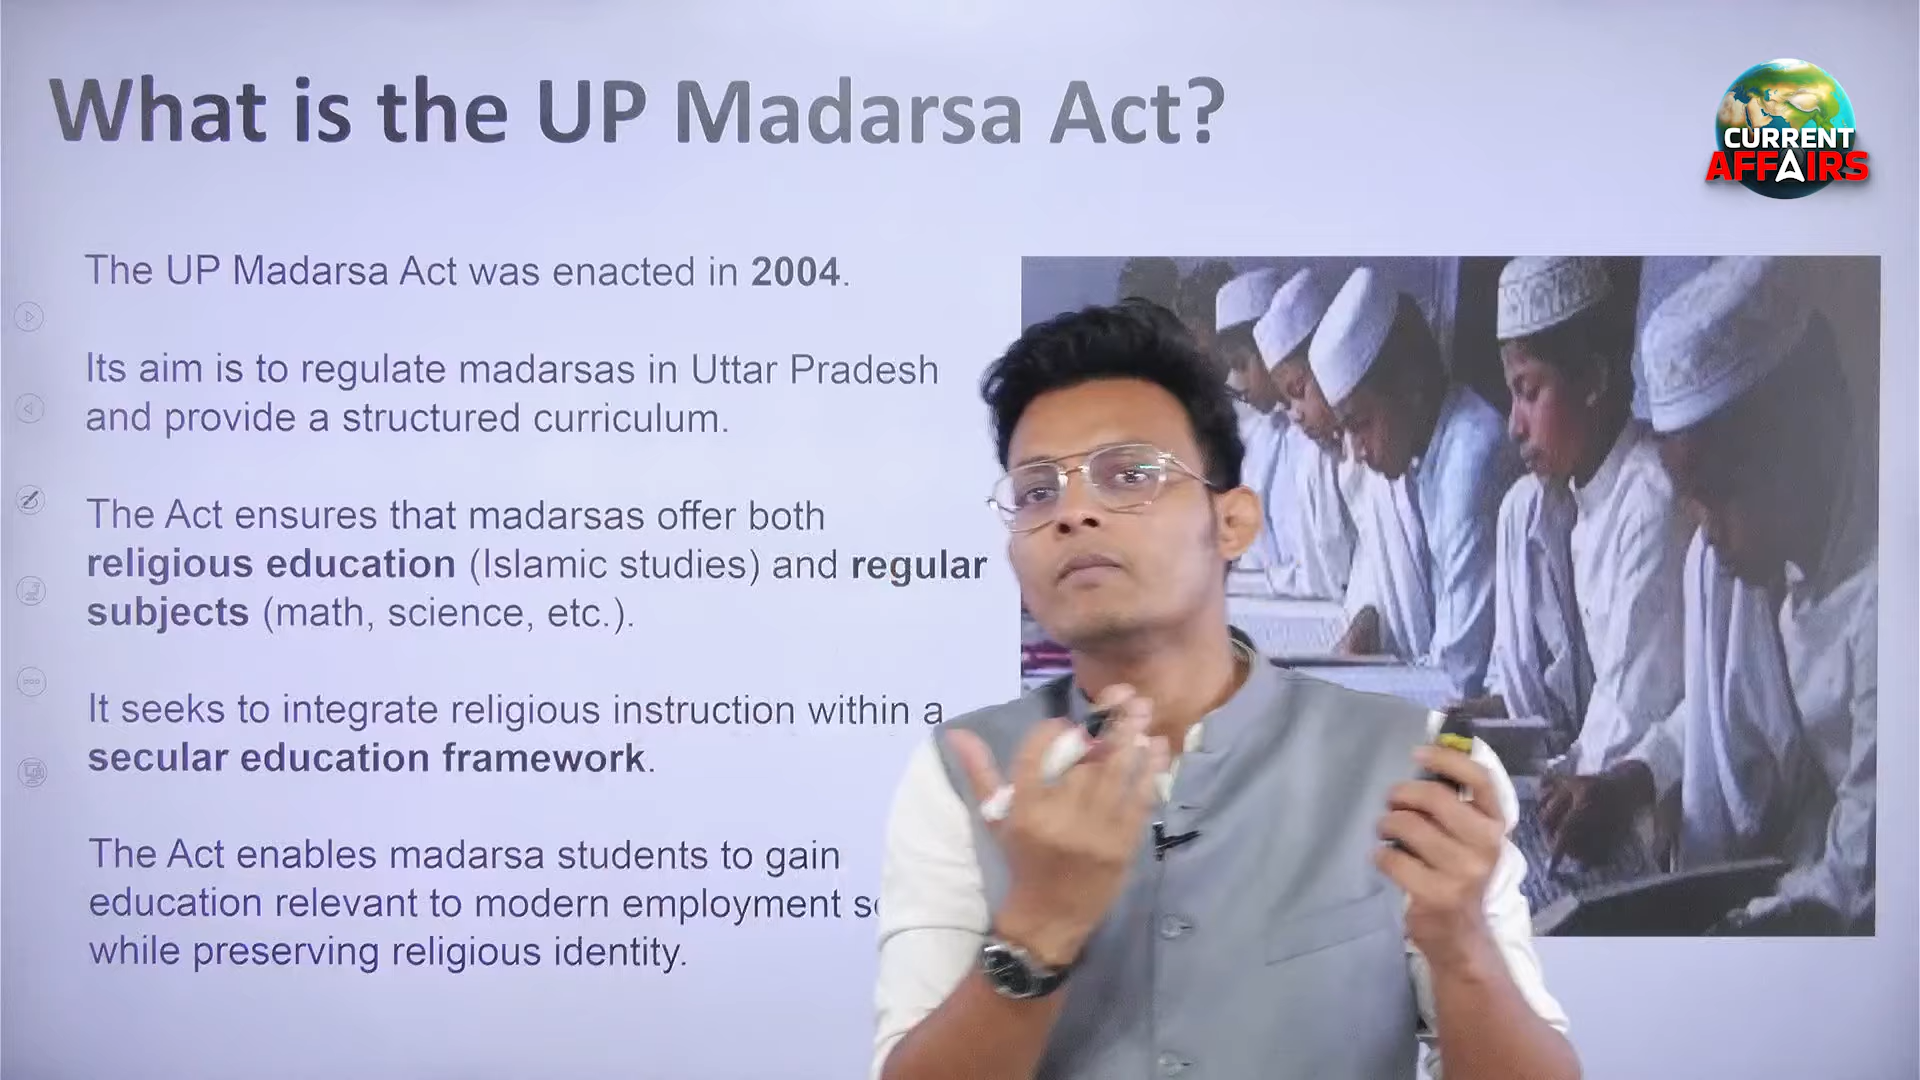 What is the UP Madarsa Act?
CURRENT
AFFAIRS
The UP Madarsa Act was enacted in 2004.
Its aim is to regulate madarsas in Uttar Pradesh
and provide a structured curriculum.
The Act ensures that madarsas offer both
religious education (Islamic studies) and regular
subjects (math, science, etc.).
It seeks to integrate religious instruction within a
secular education framework.
The Act enables madarsa students to gain
education relevant to modern employment
while preserving religious identity.